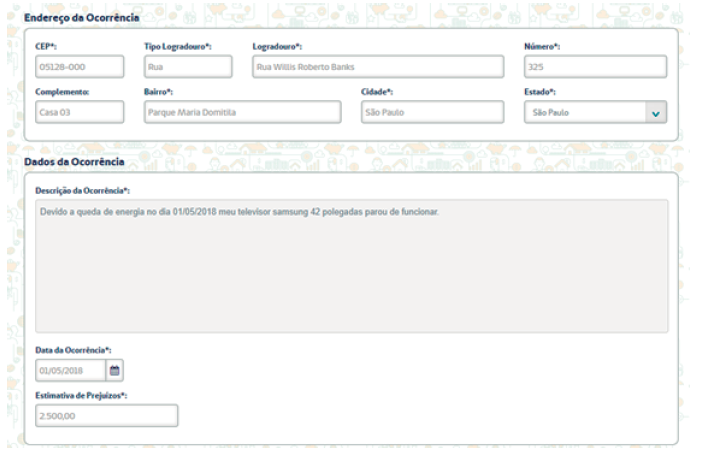 Endereço da Ocorrência
CEP*: Tipo Logradouro*: Logradouro*: Número*:
05128-000 Rua Rua Willis Roberto Banks 325
Complemento: Bairro*: Cidade*: Estado*:
Casa 03 Parque Maria Domitila São Paulo São Paulo
Dados da Ocorrência
Descrição da Ocorrência*:
Devido a queda de energia no dia 01/05/2018 meu televisor samsung 42 polegadas parou de funcionar.
Data da Ocorrência*:
01/05/2018
Estimativa de Prejuízos*:
2.500,00